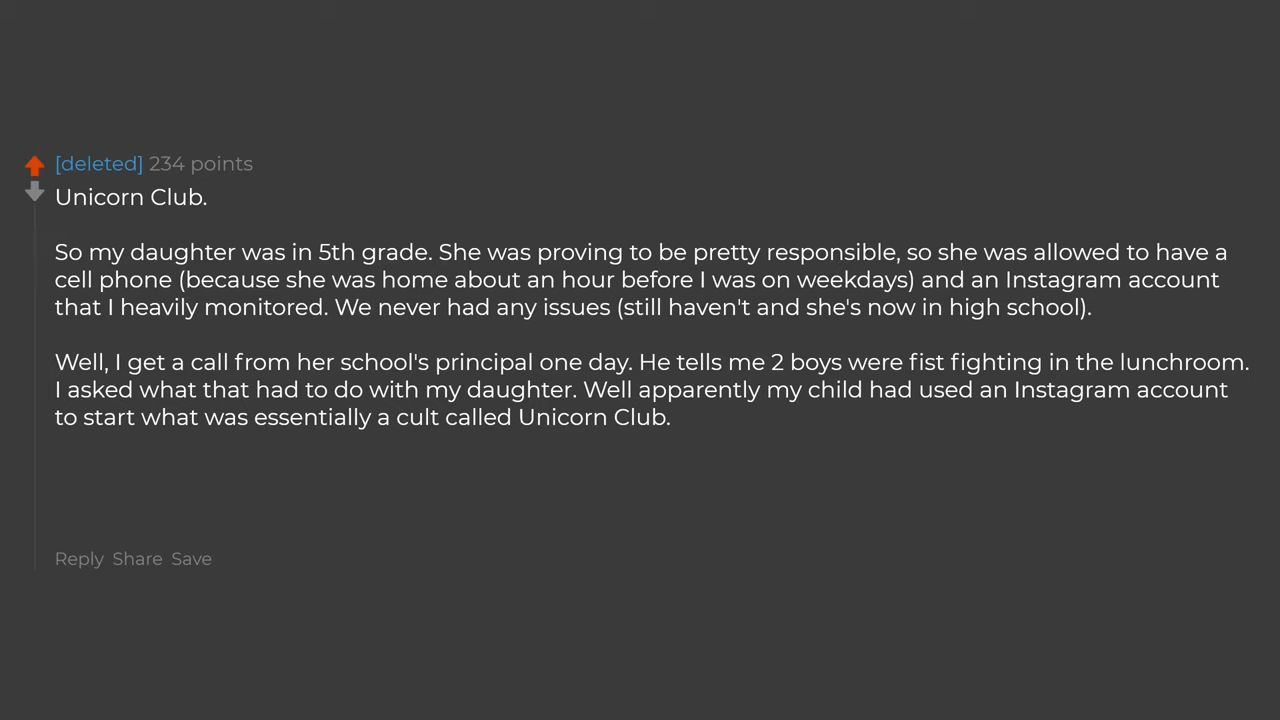 [deleted] 234 points
Unicorn Club.
So my daughter was in 5th grade. She was proving to be pretty responsible, so she was allowed to have a
cell phone (because she was home about an hour before I was on weekdays) and an Instagram account
that I heavily monitored. We never had any issues (still haven't and she's now in high school).
Well, I get a call from her school's principal one day. He tells me 2 boys were fist fighting in the lunchroom.
I asked what that had to do with my daughter. Well apparently my child had used an Instagram account
to start what was essentially a cult called Unicorn Club.
Reply Share Save